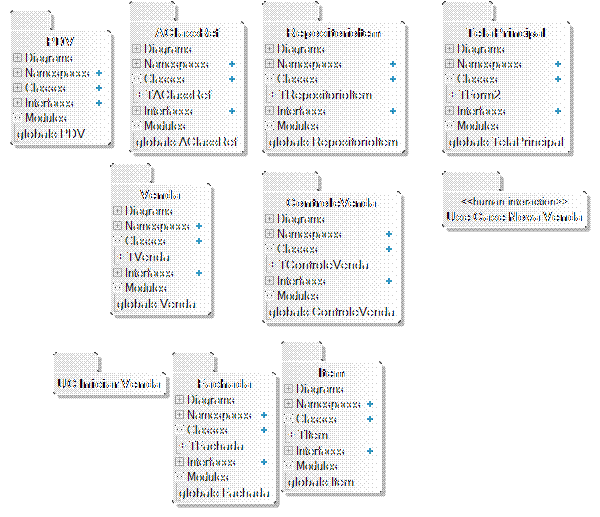 PDV
Diagrams
Namespaces
Classes
Interfaces
Modules
globals PDV
AClassRef
Diagrams
Namespaces
Classes
TAClassRef
Interfaces
Modules
globals AClassRef
RepositorioItem
Diagrams
Namespaces
Classes
TRepositorioItem
Interfaces
Modules
globals RepositorioItem
TelaPrincipal
Diagrams
Namespaces
Classes
TForm2
Interfaces
Modules
globals TelaPrincipal
Venda
Diagrams
Namespaces
Classes
TVenda
Interfaces
Modules
globals Venda
ControleVenda
Diagrams
Namespaces
Classes
TControleVenda
Interfaces
Modules
globals ControleVenda
<<human interaction>>
Use Case Nova Venda
UC Iniciar Venda
Fachada
Diagrams
Namespaces
Classes
TFachada
Interfaces
Modules
globals Fachada
Item
Diagrams
Namespaces
Classes
TItem
Interfaces
Modules
globals Item